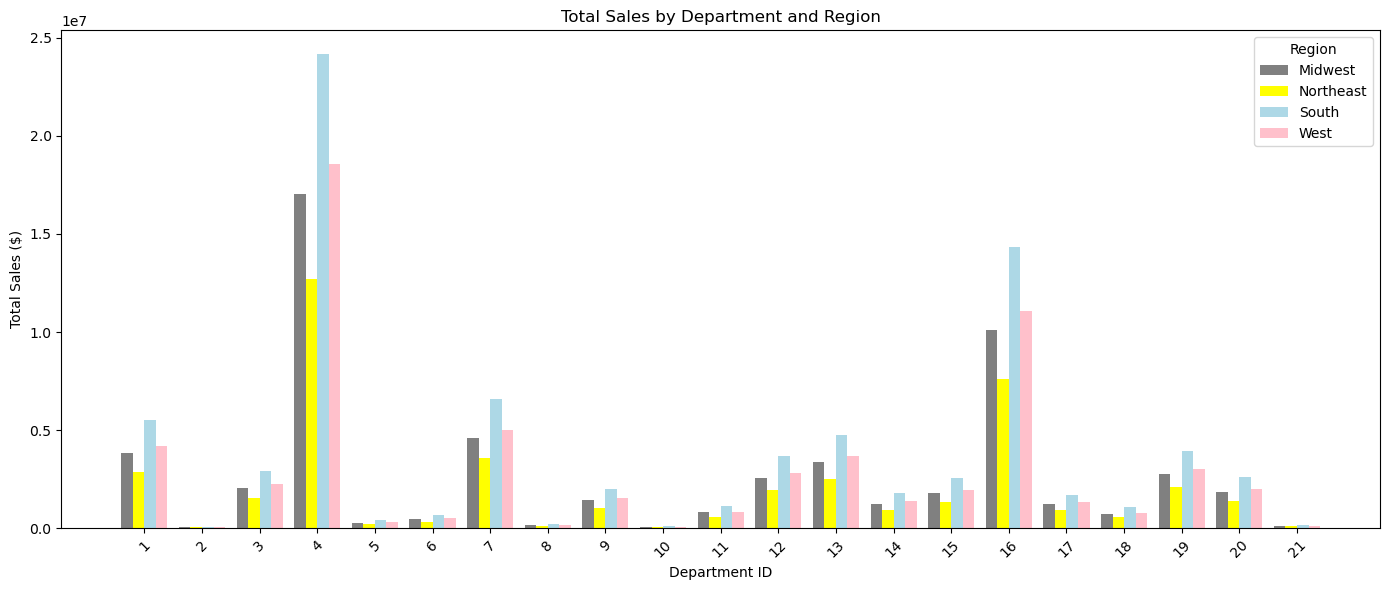 Total Sales by Department and Region
1e7
2.5
2.0
1.5
1.0
0.5
0.0
Total Sales ($)
Region
Midwest
Northeast
South
West
1 2 3 4 5 6 7 8 9 10 11 12 13 14 15 16 17 18 19 20 21
Department ID